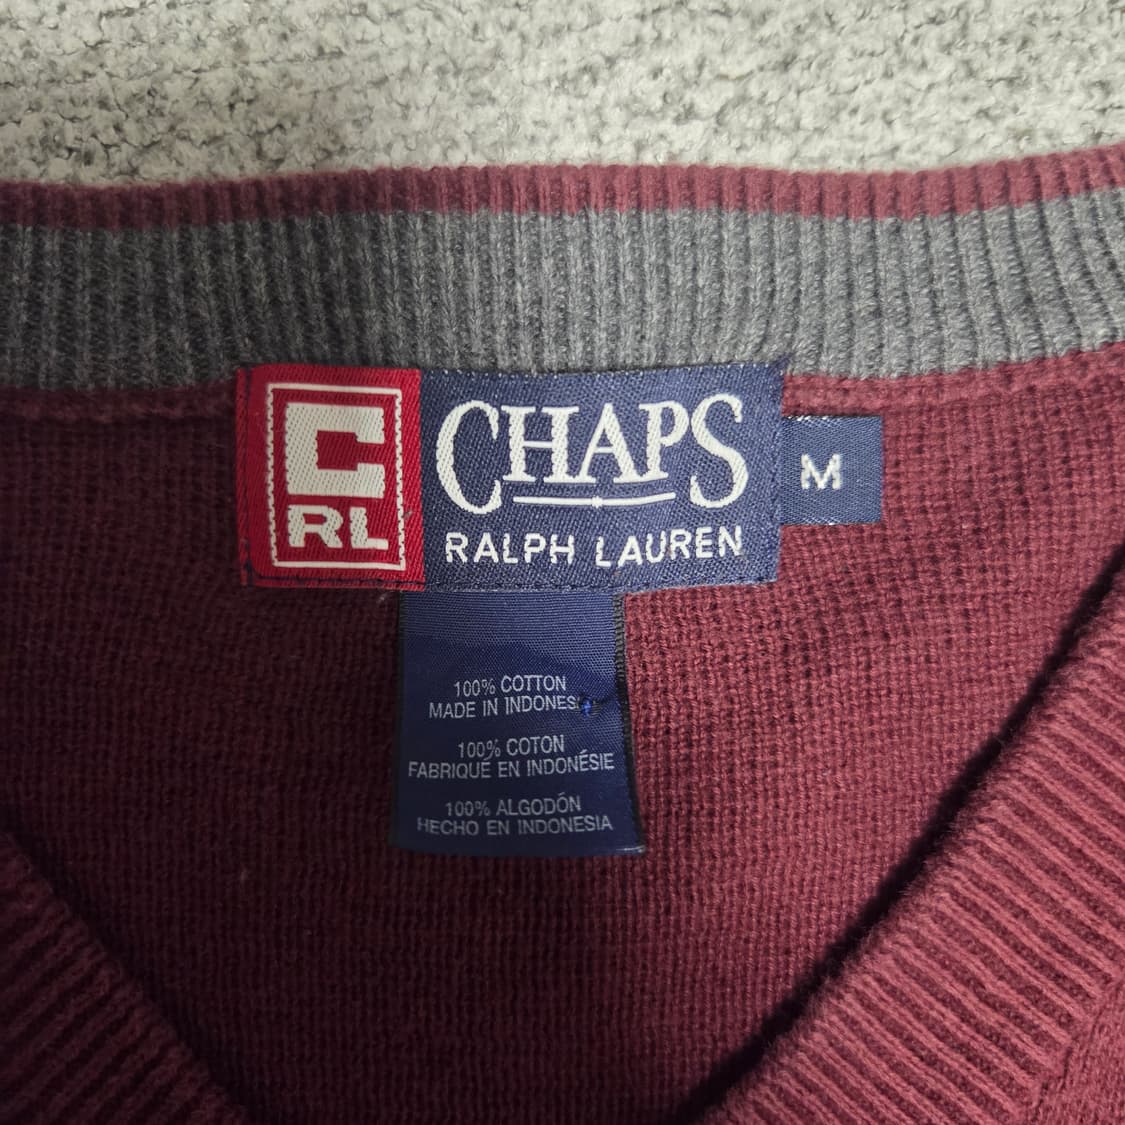 C
RL
CHAPS
RALPH LAUREN
M
100% COTTON
MADE IN INDONES
100% COTON
FABRIQUÉ EN INDONÉSIE
100% ALGODÓN
HECHO EN INDONESIA